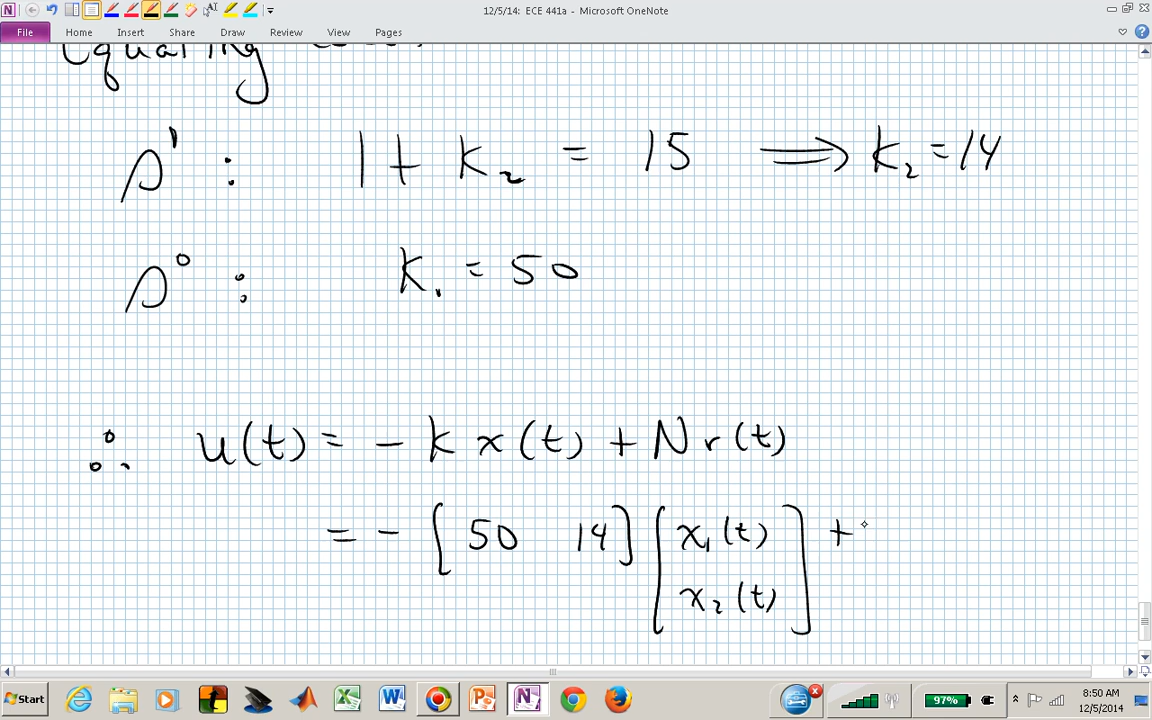 12/5/14: ECE 441a - Microsoft OneNote
File Home Insert Share Draw Review View Pages
Equating
s¹ : 1 + k₂ = 15 ⟹ k₂ = 14
s⁰ : k₁ = 50
∴ u(t) = - k x(t) + N r(t)
= - [ 50 14 ] [ x₁(t) ] +
x₂(t)
Start
97%
8:50 AM
12/5/2014